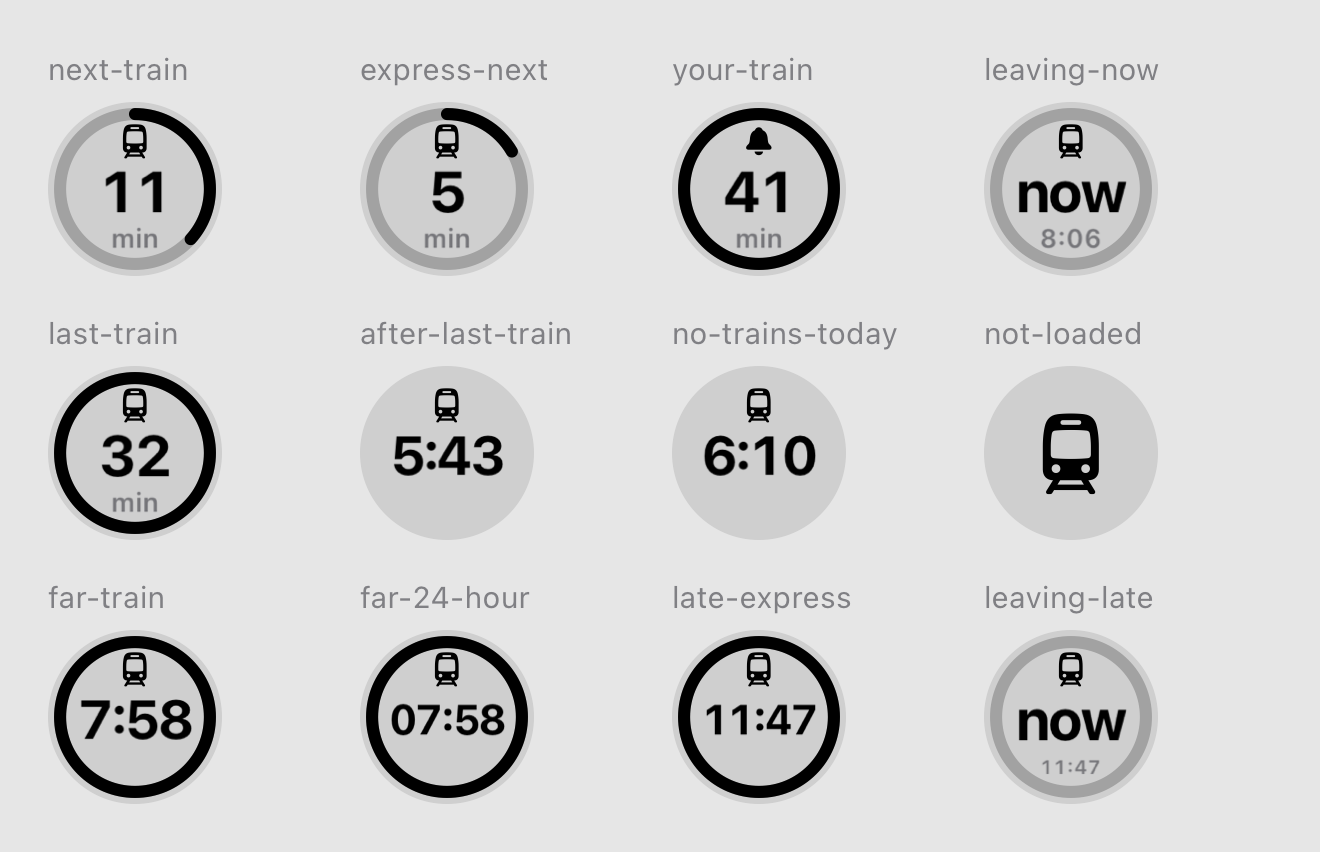 next-train
express-next
your-train
leaving-now
11
min
5
min
41
min
now
8:06
last-train
after-last-train
no-trains-today
not-loaded
32
min
5:43
6:10
far-train
far-24-hour
late-express
leaving-late
7:58
07:58
11:47
now
11:47